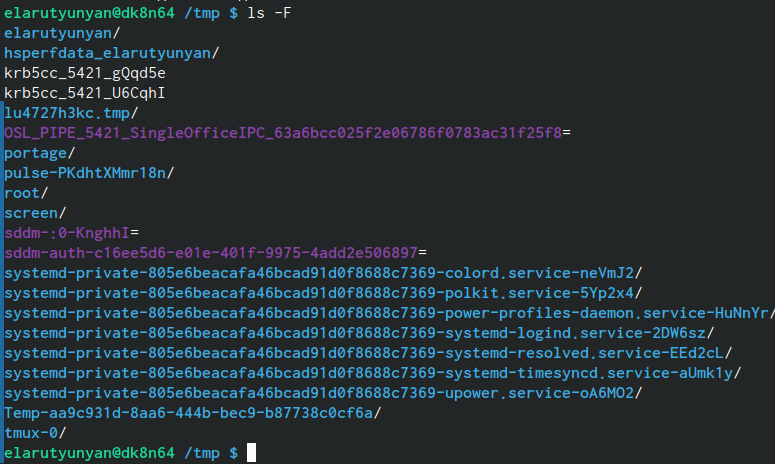 elarutyunyan@dk8n64 /tmp $ ls -F
elarutyunyan/
hsperfdata_elarutyunyan/
krb5cc_5421_gQqd5e
krb5cc_5421_U6CqhI
lu4727h3kc.tmp/
OSL_PIPE_5421_SingleOfficeIPC_63a6bcc025f2e06786f0783ac31f25f8=
portage/
pulse-PKdhtXMmr18n/
root/
screen/
sddm-:0-KnghhI=
sddm-auth-c16ee5d6-e01e-401f-9975-4add2e506897=
systemd-private-805e6beacafa46bcad91d0f8688c7369-colord.service-neVmJ2/
systemd-private-805e6beacafa46bcad91d0f8688c7369-polkit.service-5Yp2x4/
systemd-private-805e6beacafa46bcad91d0f8688c7369-power-profiles-daemon.service-HuNnYr/
systemd-private-805e6beacafa46bcad91d0f8688c7369-systemd-logind.service-2DW6sz/
systemd-private-805e6beacafa46bcad91d0f8688c7369-systemd-resolved.service-EEd2cL/
systemd-private-805e6beacafa46bcad91d0f8688c7369-systemd-timesyncd.service-aUmk1y/
systemd-private-805e6beacafa46bcad91d0f8688c7369-upower.service-oA6MO2/
Temp-aa9c931d-8aa6-444b-bec9-b87738c0cf6a/
tmux-0/
elarutyunyan@dk8n64 /tmp $